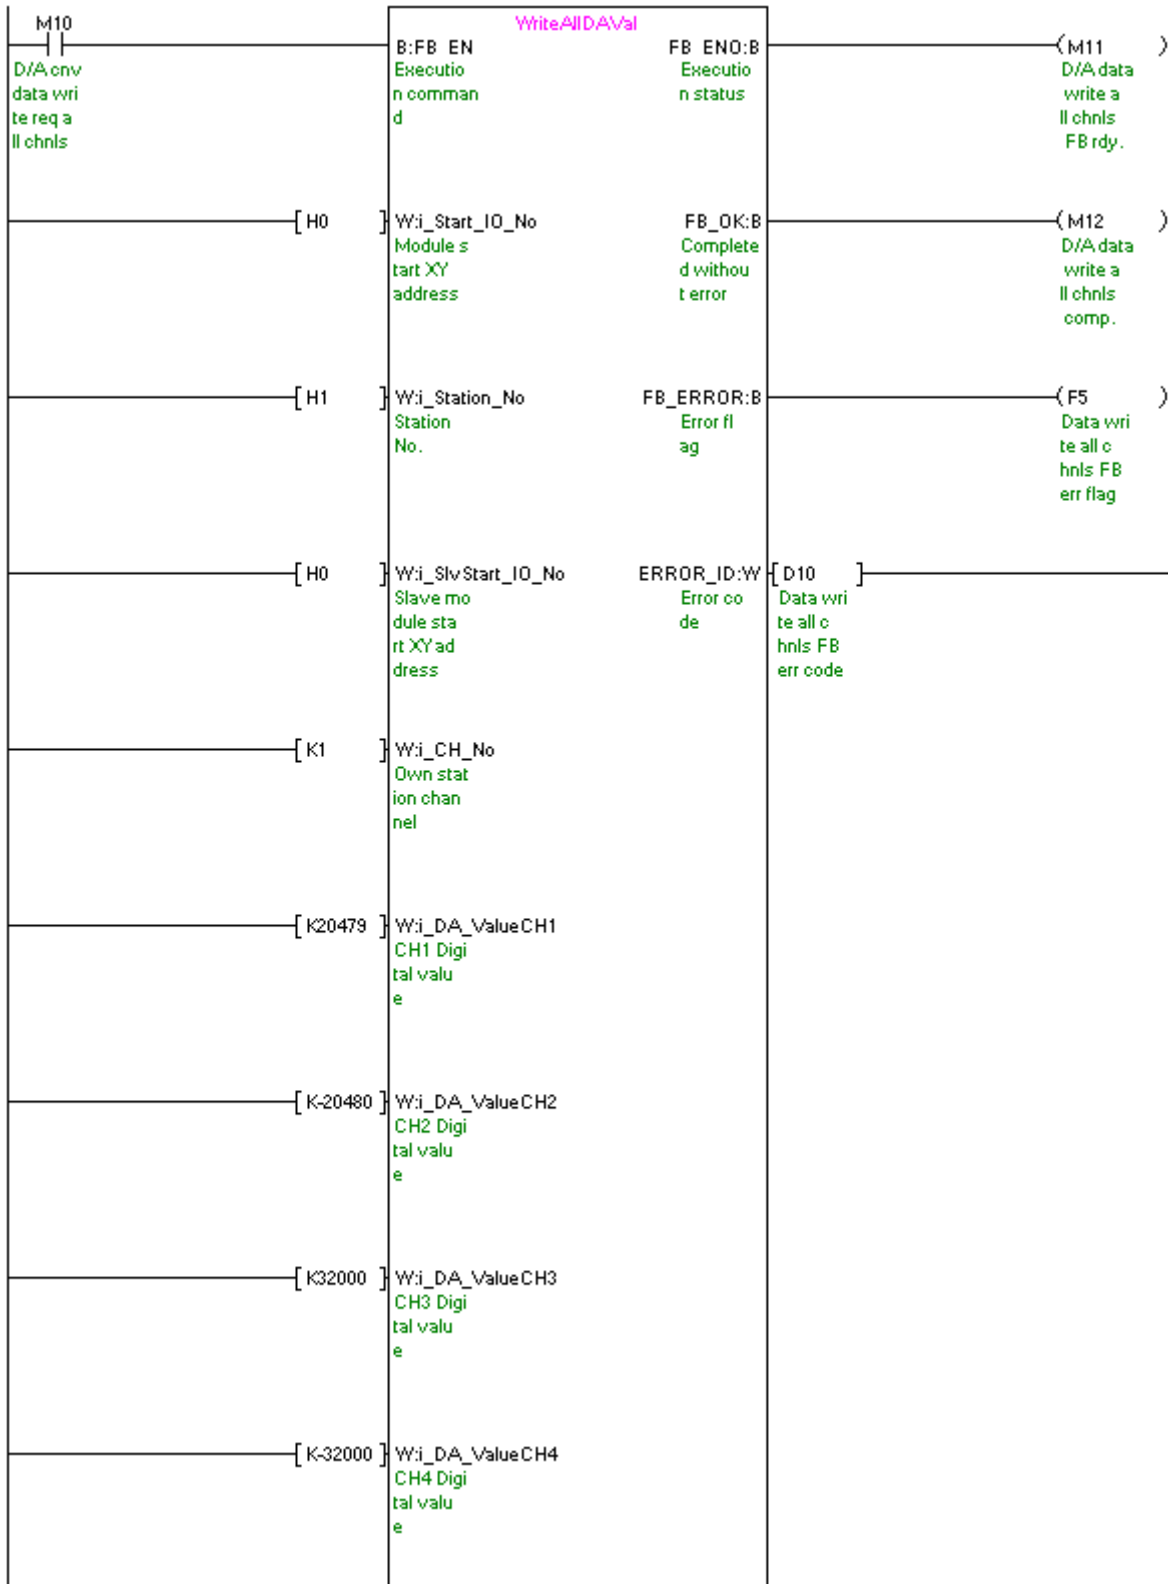 M10
WriteAllDAVal
B:FB_EN
FB_ENO:B
M11
D/A cnv
data wri
te req a
ll chnls
Executio
n comman
d
Executio
n status
D/A data
write a
ll chnls
FB rdy.
H0
W:i_Start_IO_No
FB_OK:B
M12
Module s
tart XY
address
Complete
d withou
t error
D/A data
write a
ll chnls
comp.
H1
W:i_Station_No
FB_ERROR:B
F5
Station
No.
Error fl
ag
Data wri
te all c
hnls FB
err flag
H0
W:i_SlvStart_IO_No
ERROR_ID:W
D10
Slave mo
dule sta
rt XY ad
dress
Error co
de
Data wri
te all c
hnls FB
err code
K1
W:i_CH_No
Own stat
ion chan
nel
K20479
W:i_DA_ValueCH1
CH1 Digi
tal valu
e
K-20480
W:i_DA_ValueCH2
CH2 Digi
tal valu
e
K32000
W:i_DA_ValueCH3
CH3 Digi
tal valu
e
K-32000
W:i_DA_ValueCH4
CH4 Digi
tal valu
e